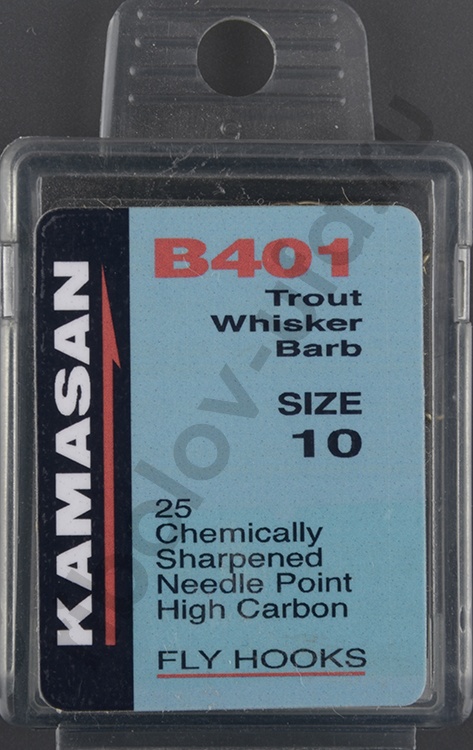 KAMASAN
B401
Trout
Whisker
Barb
SIZE
10
25
Chemically
Sharpened
Needle Point
High Carbon
FLY HOOKS